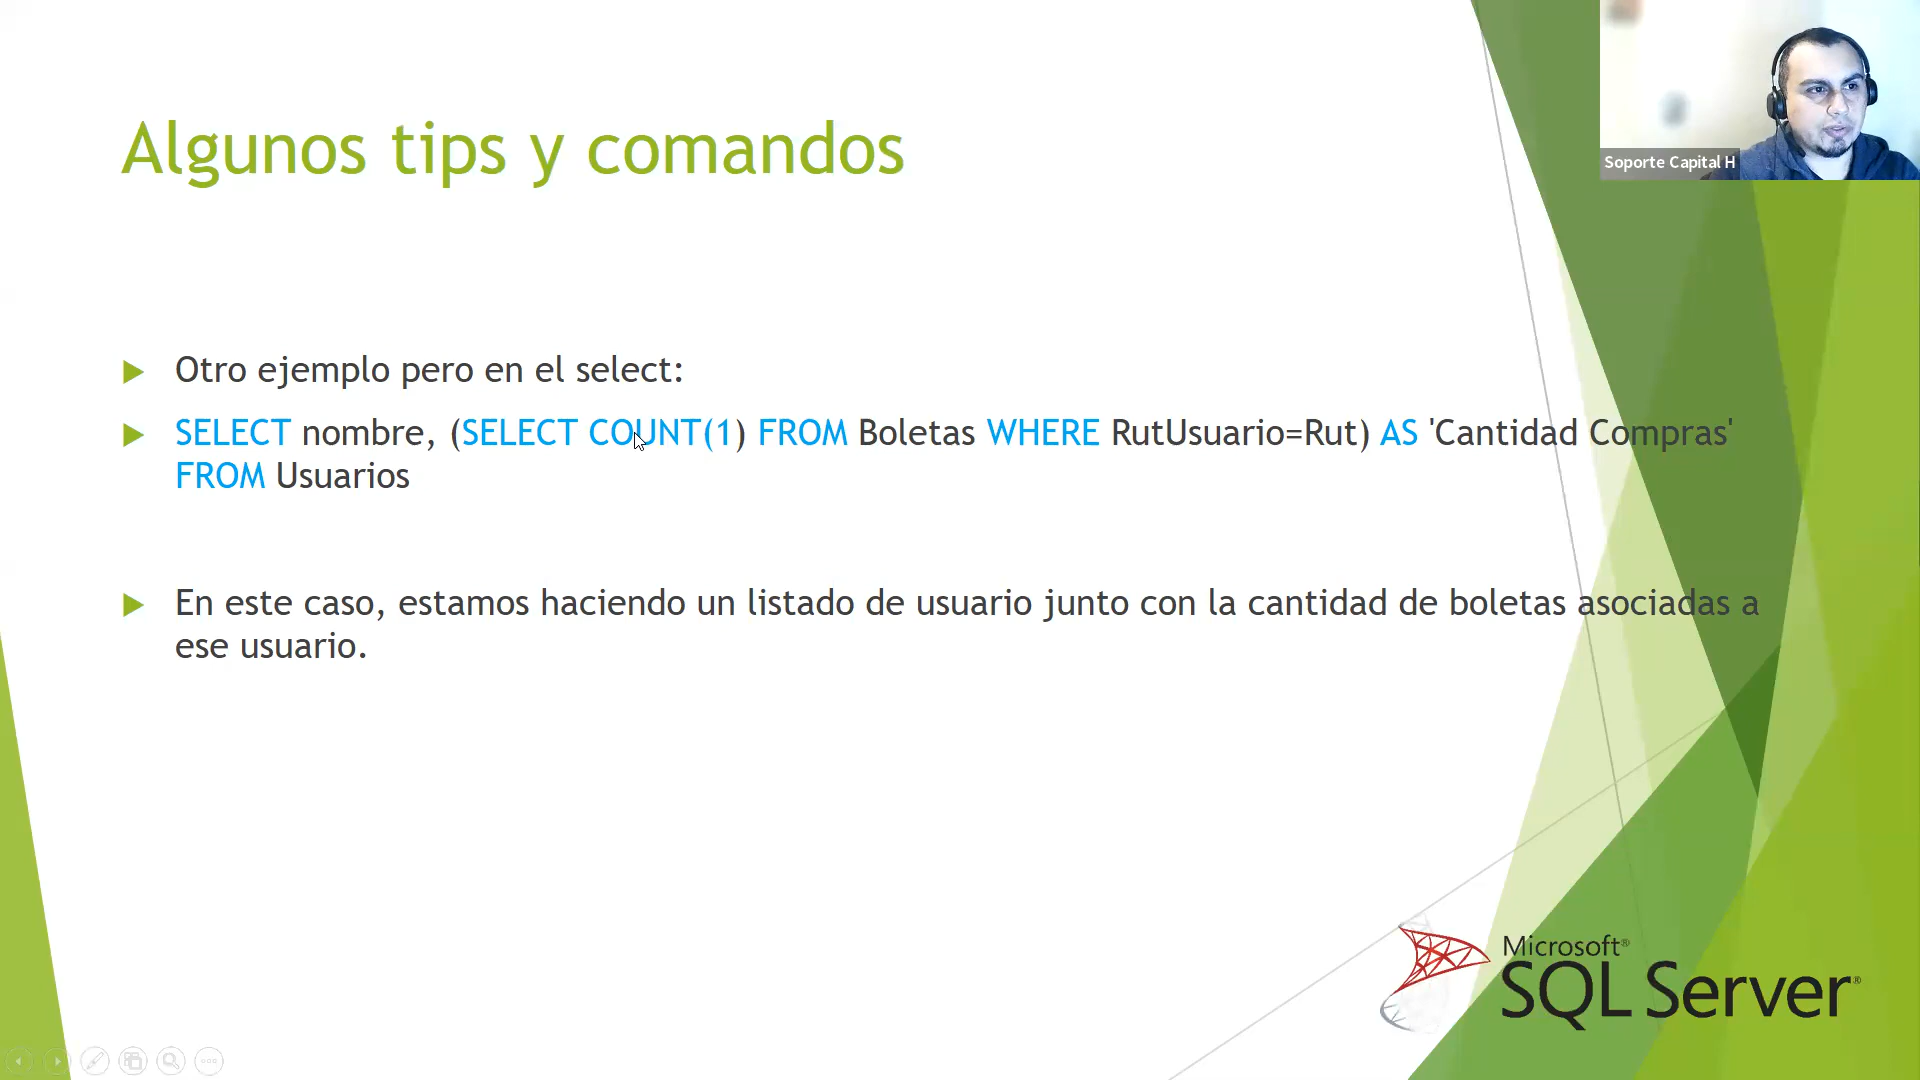 Soporte Capital H
Algunos tips y comandos
Otro ejemplo pero en el select:
SELECT nombre, (SELECT COUNT(1) FROM Boletas WHERE RutUsuario=Rut) AS 'Cantidad Compras'
FROM Usuarios
En este caso, estamos haciendo un listado de usuario junto con la cantidad de boletas asociadas a
ese usuario.
Microsoft®
SQL Server®